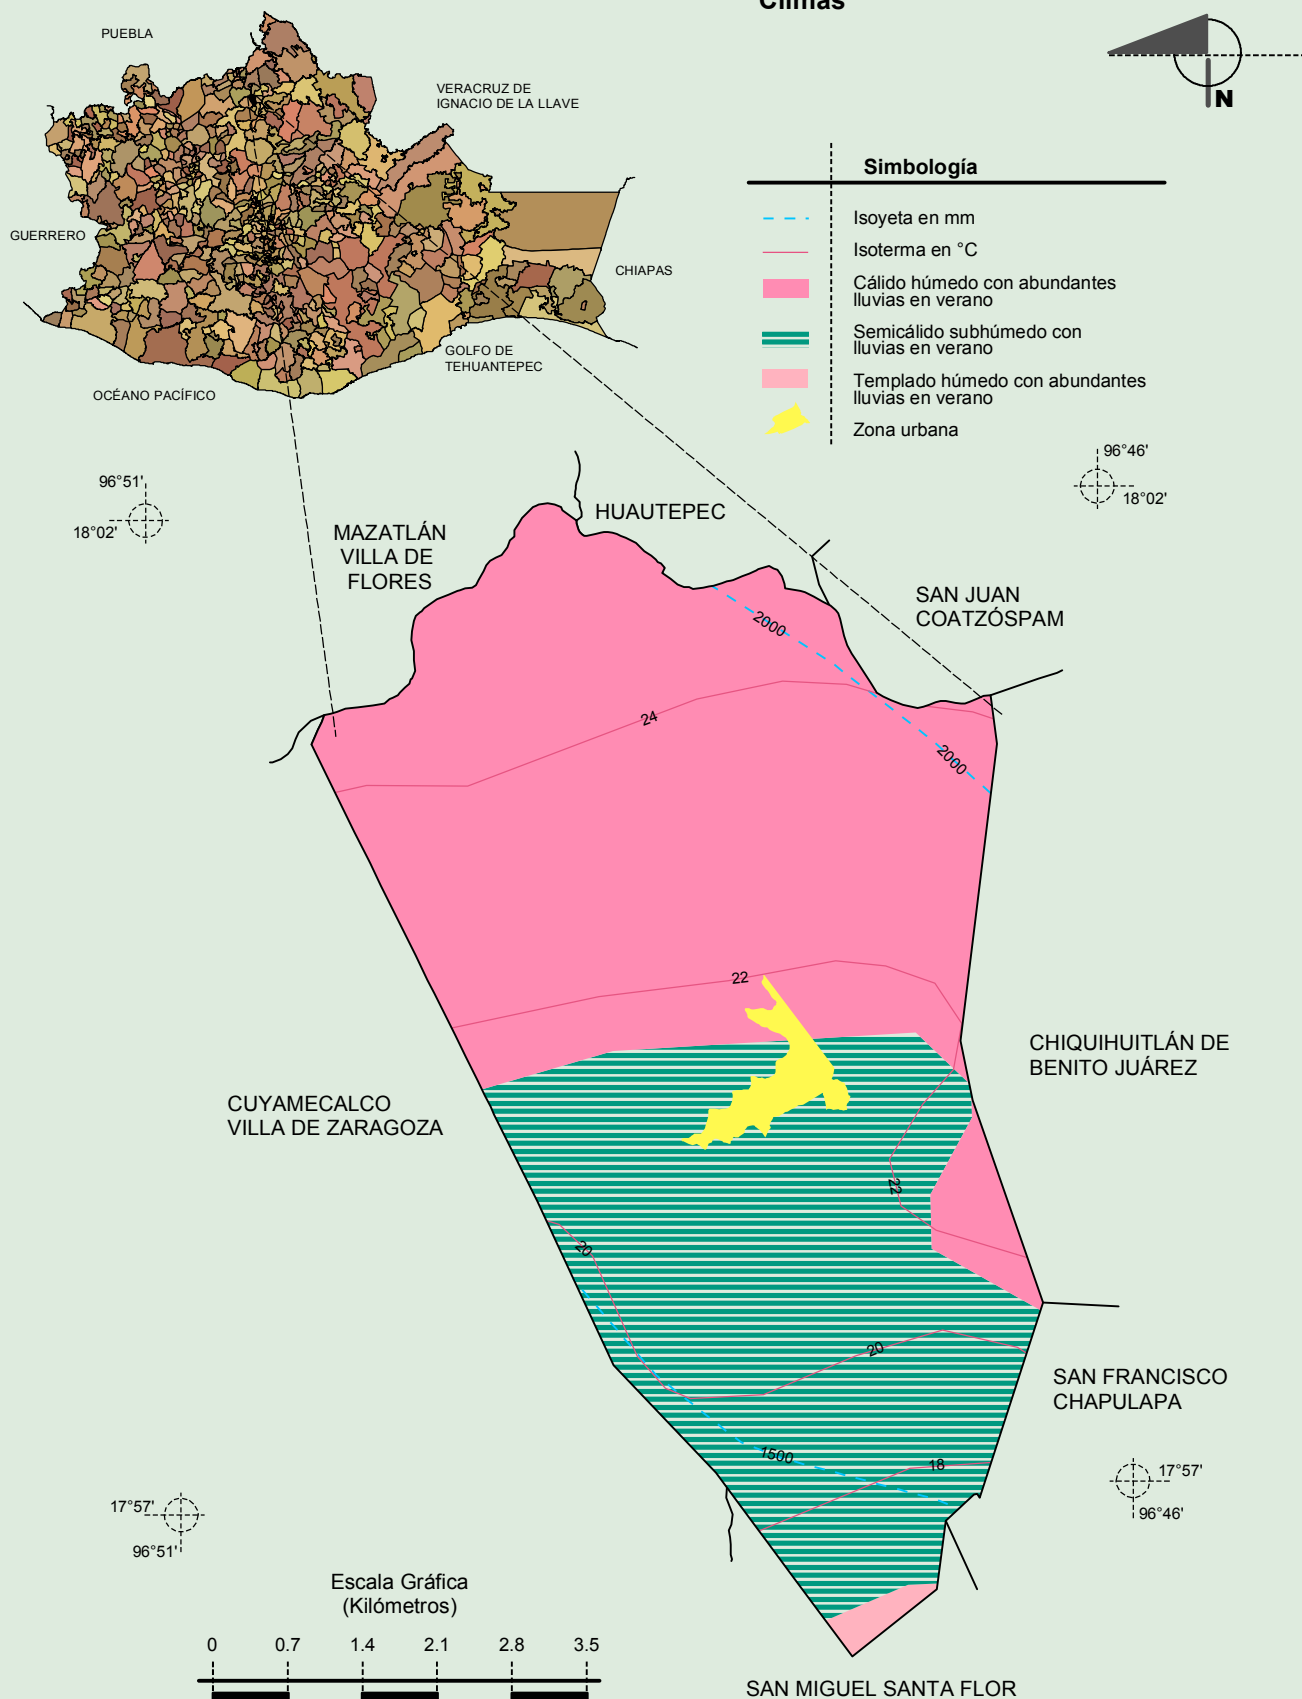 Climas
PUEBLA
VERACRUZ DE
IGNACIO DE LA LLAVE
GUERRERO
CHIAPAS
GOLFO DE
TEHUANTEPEC
OCÉANO PACÍFICO
N
Simbología
Isoyeta en mm
Isoterma en °C
Cálido húmedo con abundantes
lluvias en verano
Semicálido subhúmedo con
lluvias en verano
Templado húmedo con abundantes
lluvias en verano
Zona urbana
96°51'
18°02'
96°46'
18°02'
MAZATLÁN
VILLA DE
FLORES
HUAUTEPEC
SAN JUAN
COATZÓSPAM
2000
24
2000
22
CHIQUIHUITLÁN DE
BENITO JUÁREZ
CUYAMECALCO
VILLA DE ZARAGOZA
22
20
20
SAN FRANCISCO
CHAPULAPA
1500
18
17°57'
96°51'
17°57'
96°46'
Escala Gráfica
(Kilómetros)
0 0.7 1.4 2.1 2.8 3.5
SAN MIGUEL SANTA FLOR